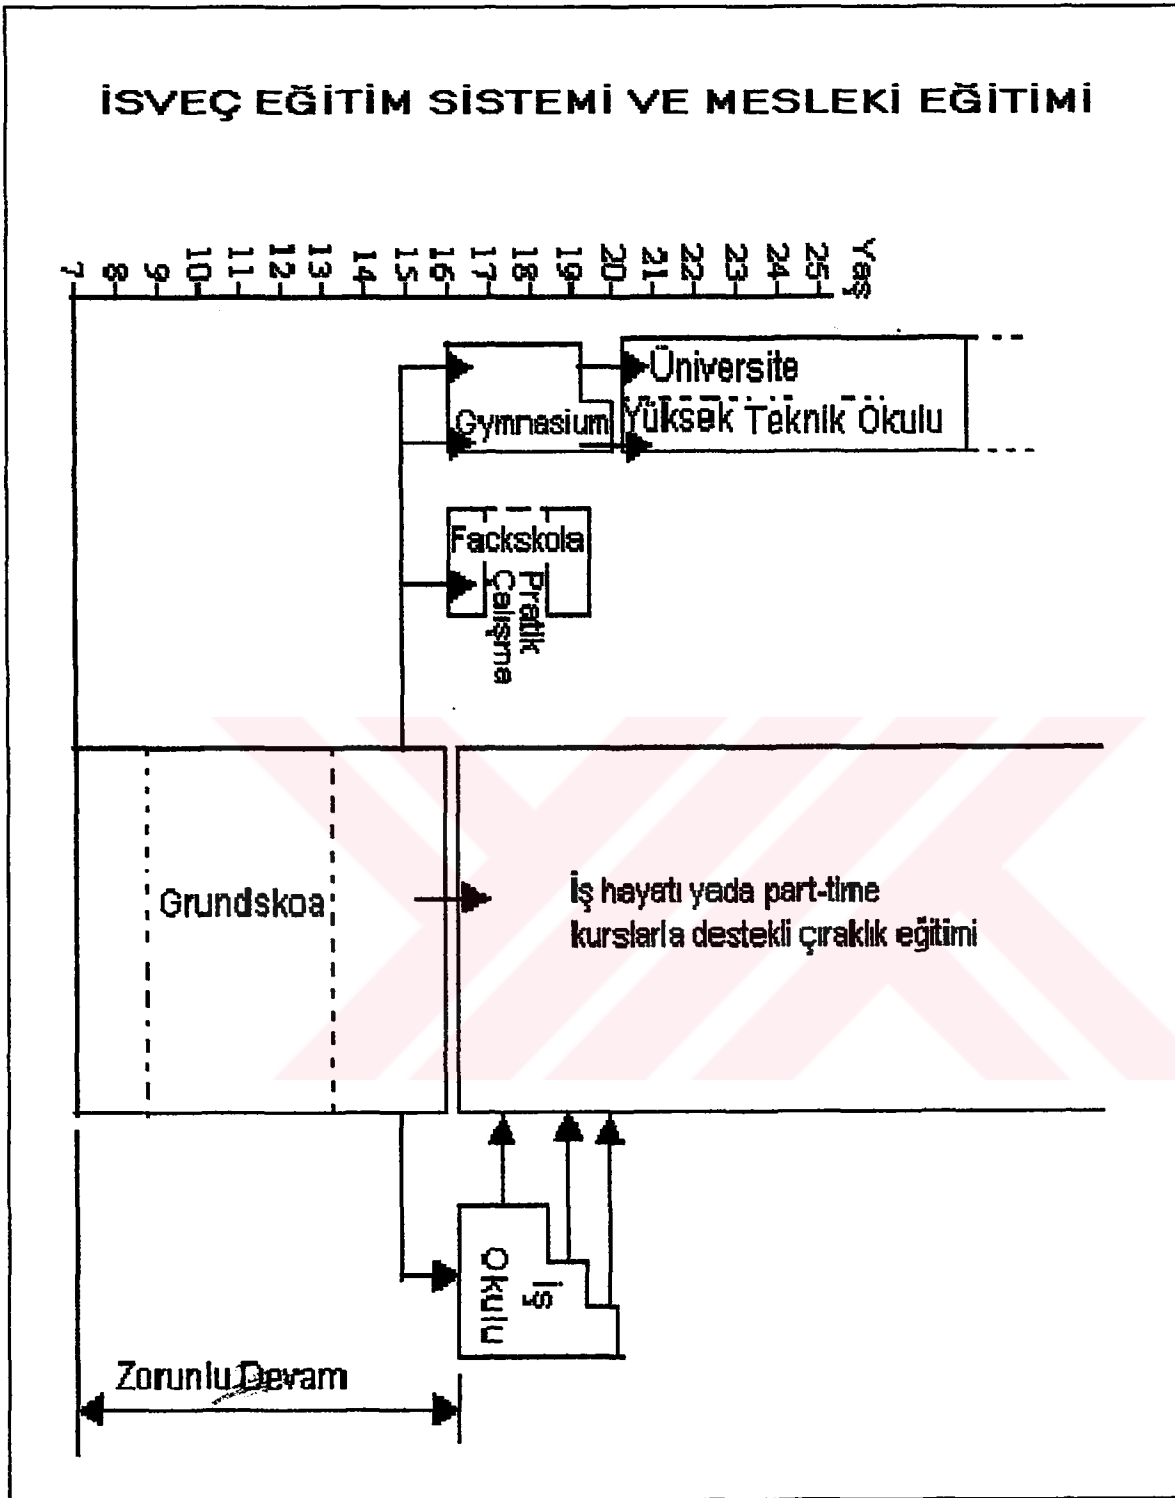 İSVEÇ EĞİTİM SİSTEMİ VE MESLEKİ EĞİTİMİ
7 8 9 10 11 12 13 14 15 16 17 18 19 20 21 22 23 24 25 Yaş
Üniversite
Gymnasium
Yüksek Teknik Okulu
Fackskola
Pratik
Çalışma
Grundskoa
İş hayatı yada part-time
kurslarla destekli çıraklık eğitimi
İş
Okulu
Zorunlu Devam